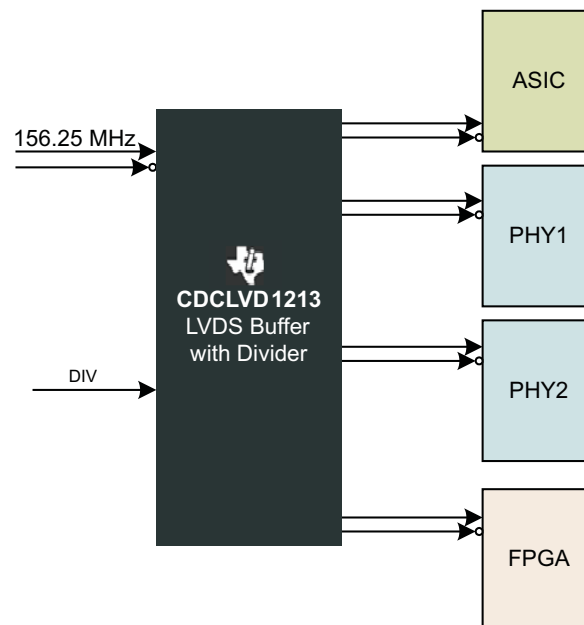 ASIC
156.25 MHz
PHY1
CDCLVD1213
LVDS Buffer
with Divider
DIV
PHY2
FPGA